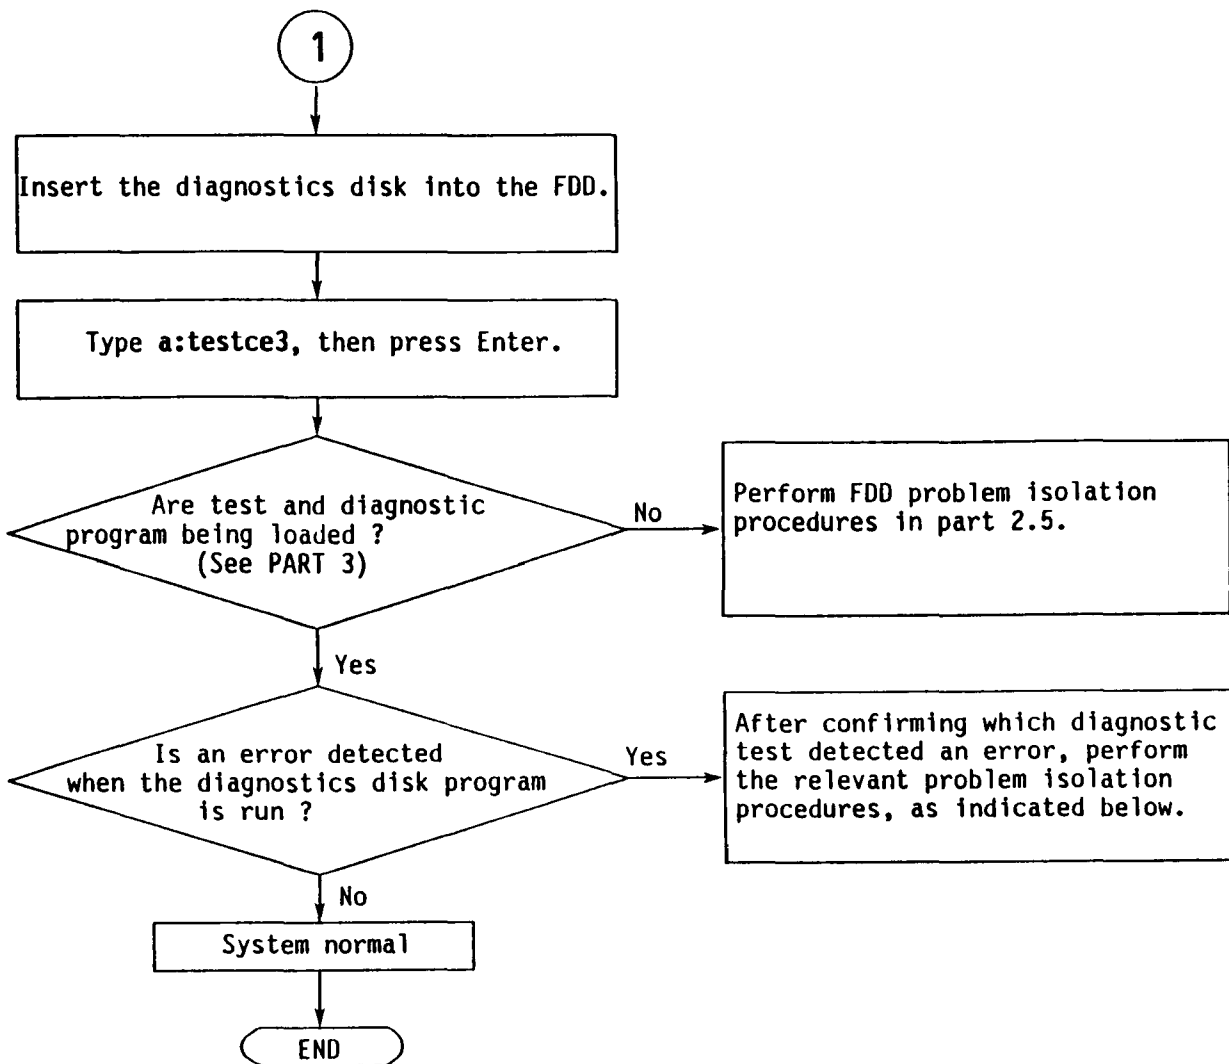 1
Insert the diagnostics disk into the FDD.
Type a:testce3, then press Enter.
Are test and diagnostic
program being loaded ?
(See PART 3)
No
Perform FDD problem isolation
procedures in part 2.5.
Yes
Is an error detected
when the diagnostics disk program
is run ?
Yes
After confirming which diagnostic
test detected an error, perform
the relevant problem isolation
procedures, as indicated below.
No
System normal
END